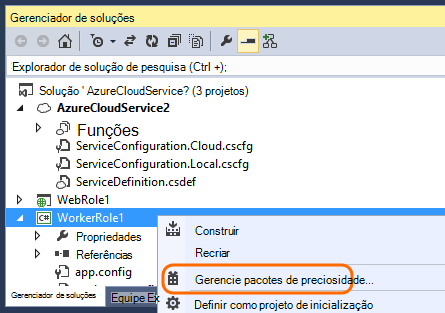 Gerenciador de soluções
Explorador de solução de pesquisa (Ctrl +);
Solução ' AzureCloudService? (3 projetos)
AzureCloudService2
Funções
ServiceConfiguration.Cloud.cscfg
ServiceConfiguration.Local.cscfg
ServiceDefinition.csdef
WebRole1
C# WorkerRole1
Propriedades
Referências
app.config
Construir
Recriar
Gerencie pacotes de preciosidade...
Definir como projeto de inicialização
Gerenciador de soluções
Equipe Ex